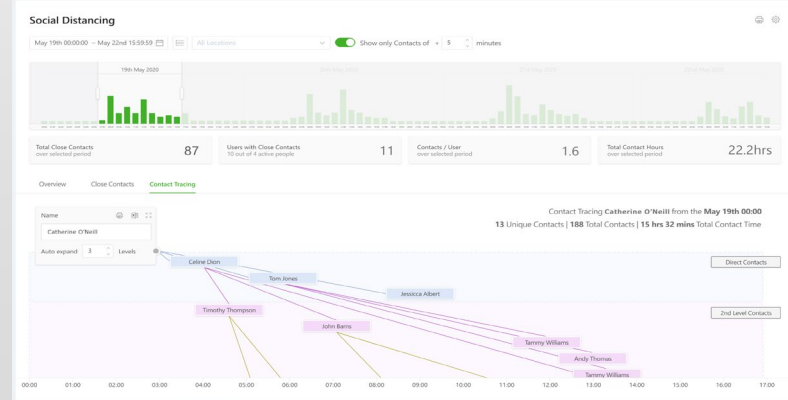 Social Distancing
May 19th 00:00:00 ~ May 22nd 15:59:59
All Locations
Show only Contacts of + 5 minutes
19th May 2020
Total Close Contacts
over selected period
87
Users with Close Contacts
10 out of 4 active people
11
Contacts / User
over selected period
1.6
Total Contact Hours
over selected period
22.2hrs
Overview Close Contacts Contact Tracing
Name
Catherine O'Neill
Auto expand 3 Levels
Contact Tracing Catherine O'Neill from the May 19th 00:00
13 Unique Contacts | 188 Total Contacts | 15 hrs 32 mins Total Contact Time
Celine Dion
Direct Contacts
Tom Jones
Jessicca Albert
Timothy Thompson
2nd Level Contacts
John Barns
Tammy Williams
Andy Thomas
Tammy Williams
00:00 01:00 02:00 03:00 04:00 05:00 06:00 07:00 08:00 09:00 10:00 11:00 12:00 13:00 14:00 15:00 16:00 17:00